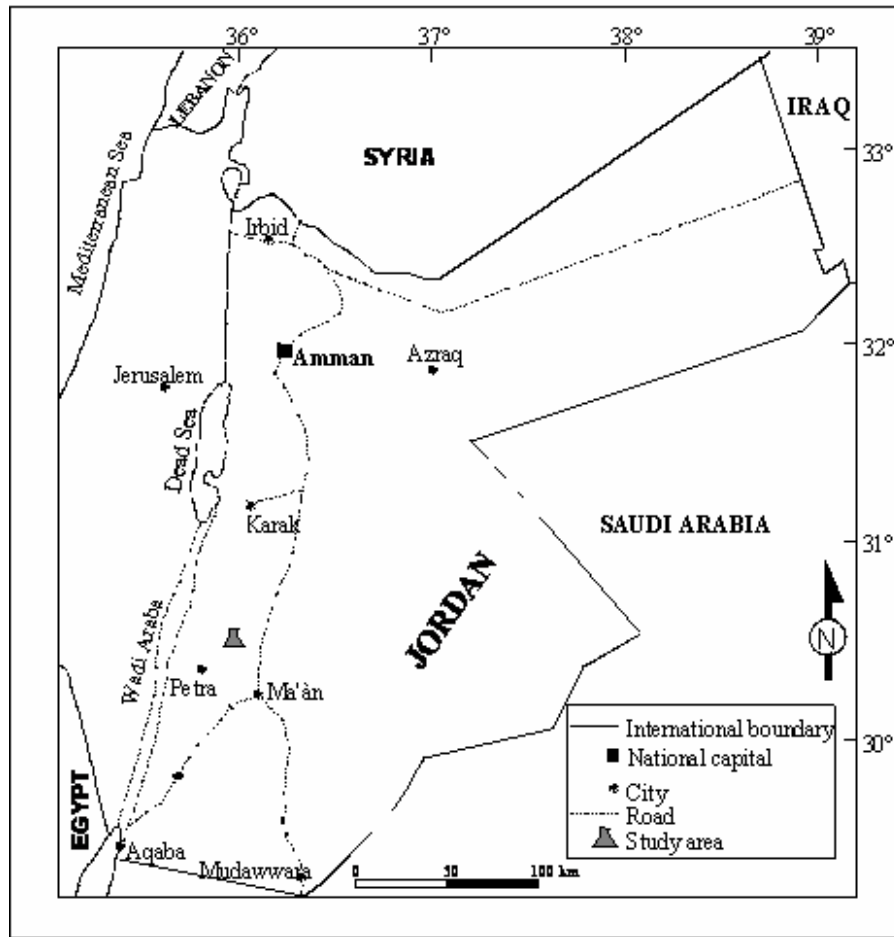 36°
37°
38°
39°
LEBANON
IRAQ
Mediterranean Sea
SYRIA
33°
Irbid
Amman
Azraq
32°
Jerusalem
Dead Sea
Karak
SAUDI ARABIA
31°
JORDAN
Wadi Araba
N
Petra
Ma'àn
International boundary
National capital
City
Road
Study area
30°
EGYPT
Aqaba
Mudawwara
0
50
100 km